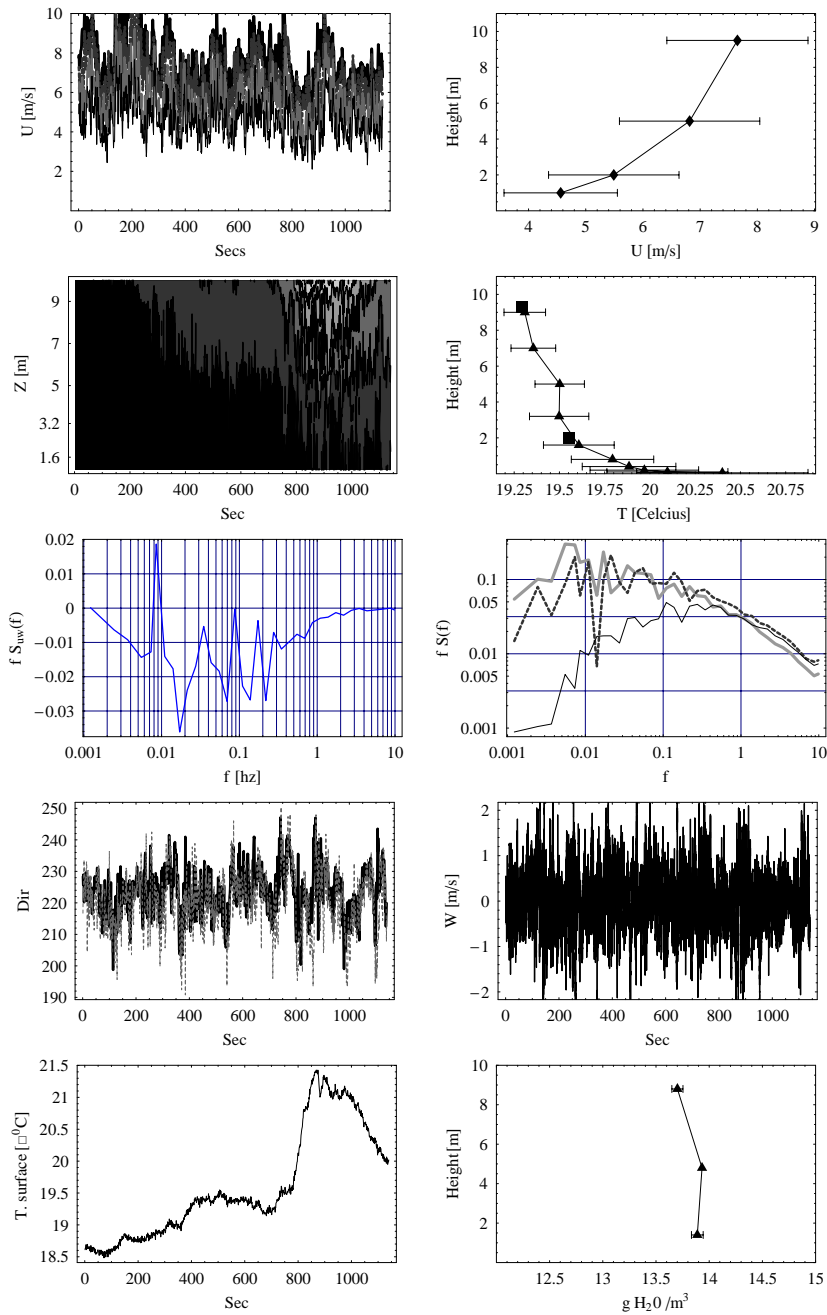 10
8
6
4
2
U [m/s]
0 200 400 600 800 1000
Secs
10
8
6
4
2
Height [m]
4 5 6 7 8 9
U [m/s]
9
7
5
3.2
1.6
Z [m]
0 200 400 600 800 1000
Sec
10
8
6
4
2
Height [m]
19.25 19.5 19.75 20 20.25 20.5 20.75
T [Celcius]
0.02
0.01
0
−0.01
−0.02
−0.03
f Suw(f)
0.001 0.01 0.1 1 10
f [hz]
0.1
0.05
0.01
0.005
0.001
f S(f)
0.01 0.1 1 10
f
250
240
230
220
210
200
190
Dir
0 200 400 600 800 1000
Sec
2
1
0
−1
−2
W [m/s]
0 200 400 600 800 1000
Sec
21.5
21
20.5
20
19.5
19
18.5
T. surface [□⁰C]
0 200 400 600 800 1000
Sec
10
8
6
4
2
Height [m]
12.5 13 13.5 14 14.5 15
g H₂0 /m³